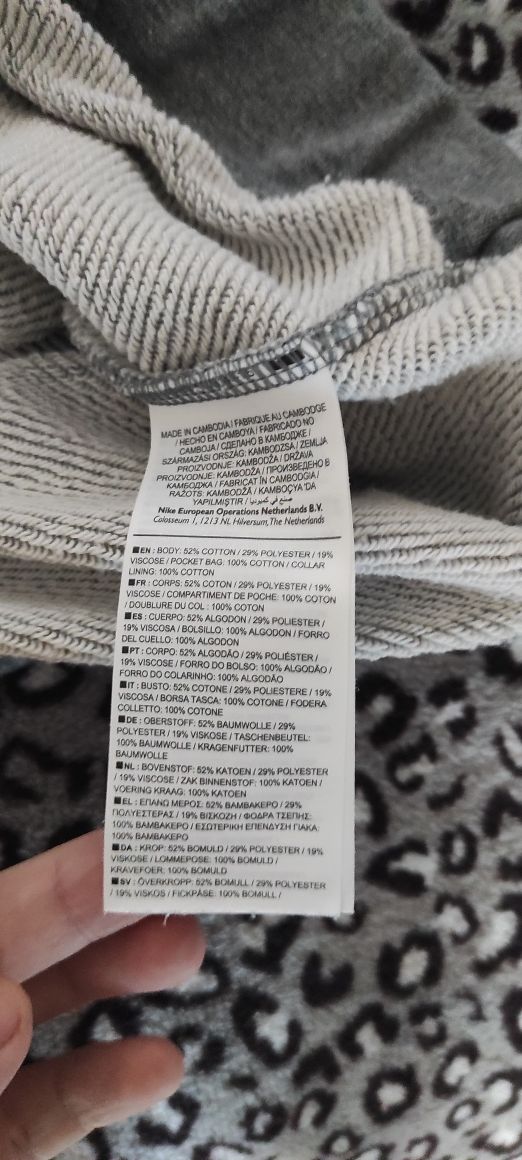 MADE IN CAMBODIA / FABRIQUE AU CAMBODGE
/ HECHO EN CAMBOYA / FABRICADO NO
CAMBOJA / СДЕЛАНО В КАМБОДЖЕ /
SZÁRMAZÁSI ORSZÁG: KAMBODZSA / ZEMLJA
PROIZVODNJE: KAMBODŽA / DRŽAVA
PROIZVODNJE: KAMBODŽA / ПРОИЗВЕДЕНО В
КАМБОДЖА / FABRICAT ÎN CAMBODGIA /
RAŽOTS: KAMBODŽĀ / KAMBOÇYA 'DA
YAPILMIŞTIR / صنع في كمبوديا
Nike European Operations Netherlands B.V.
Colosseum 1, 1213 NL Hilversum, The Netherlands
EN : BODY: 52% COTTON / 29% POLYESTER / 19%
VISCOSE / POCKET BAG: 100% COTTON / COLLAR
LINING: 100% COTTON
FR : CORPS: 52% COTON / 29% POLYESTER / 19%
VISCOSE / COMPARTIMENT DE POCHE: 100% COTON
/ DOUBLURE DU COL : 100% COTON
ES : CUERPO: 52% ALGODON / 29% POLIESTER /
19% VISCOSA / BOLSILLO: 100% ALGODON / FORRO
DEL CUELLO: 100% ALGODON
PT : CORPO: 52% ALGODÃO / 29% POLIÉSTER /
19% VISCOSE / FORRO DO BOLSO: 100% ALGODÃO /
FORRO DO COLARINHO: 100% ALGODÃO
IT : BUSTO: 52% COTONE / 29% POLIESTERE / 19%
VISCOSA / BORSA TASCA: 100% COTONE / FODERA
COLLETTO: 100% COTONE
DE : OBERSTOFF: 52% BAUMWOLLE / 29%
POLYESTER / 19% VISKOSE / TASCHENBEUTEL:
100% BAUMWOLLE / KRAGENFUTTER: 100%
BAUMWOLLE
NL : BOVENSTOF: 52% KATOEN / 29% POLYESTER
/ 19% VISCOSE / ZAK BINNENSTOF: 100% KATOEN /
VOERING KRAAG: 100% KATOEN
EL : ΕΠΑΝΩ ΜΕΡΟΣ: 52% ΒΑΜΒΑΚΕΡΟ / 29%
ΠΟΛΥΕΣΤΕΡΑΣ / 19% ΒΙΣΚΟΖΗ / ΦΟΔΡΑ ΤΣΕΠΗΣ:
100% ΒΑΜΒΑΚΕΡΟ / ΕΣΩΤΕΡΙΚΗ ΕΠΕΝΔΥΣΗ ΓΙΑΚΑ:
100% ΒΑΜΒΑΚΕΡΟ
DA : KROP: 52% BOMULD / 29% POLYESTER / 19%
VISKOSE / LOMMEPOSE: 100% BOMULD /
KRAVEFOER: 100% BOMULD
SV : ÖVERKROPP: 52% BOMULL / 29% POLYESTER
/ 19% VISKOS / FICKPÅSE: 100% BOMULL /